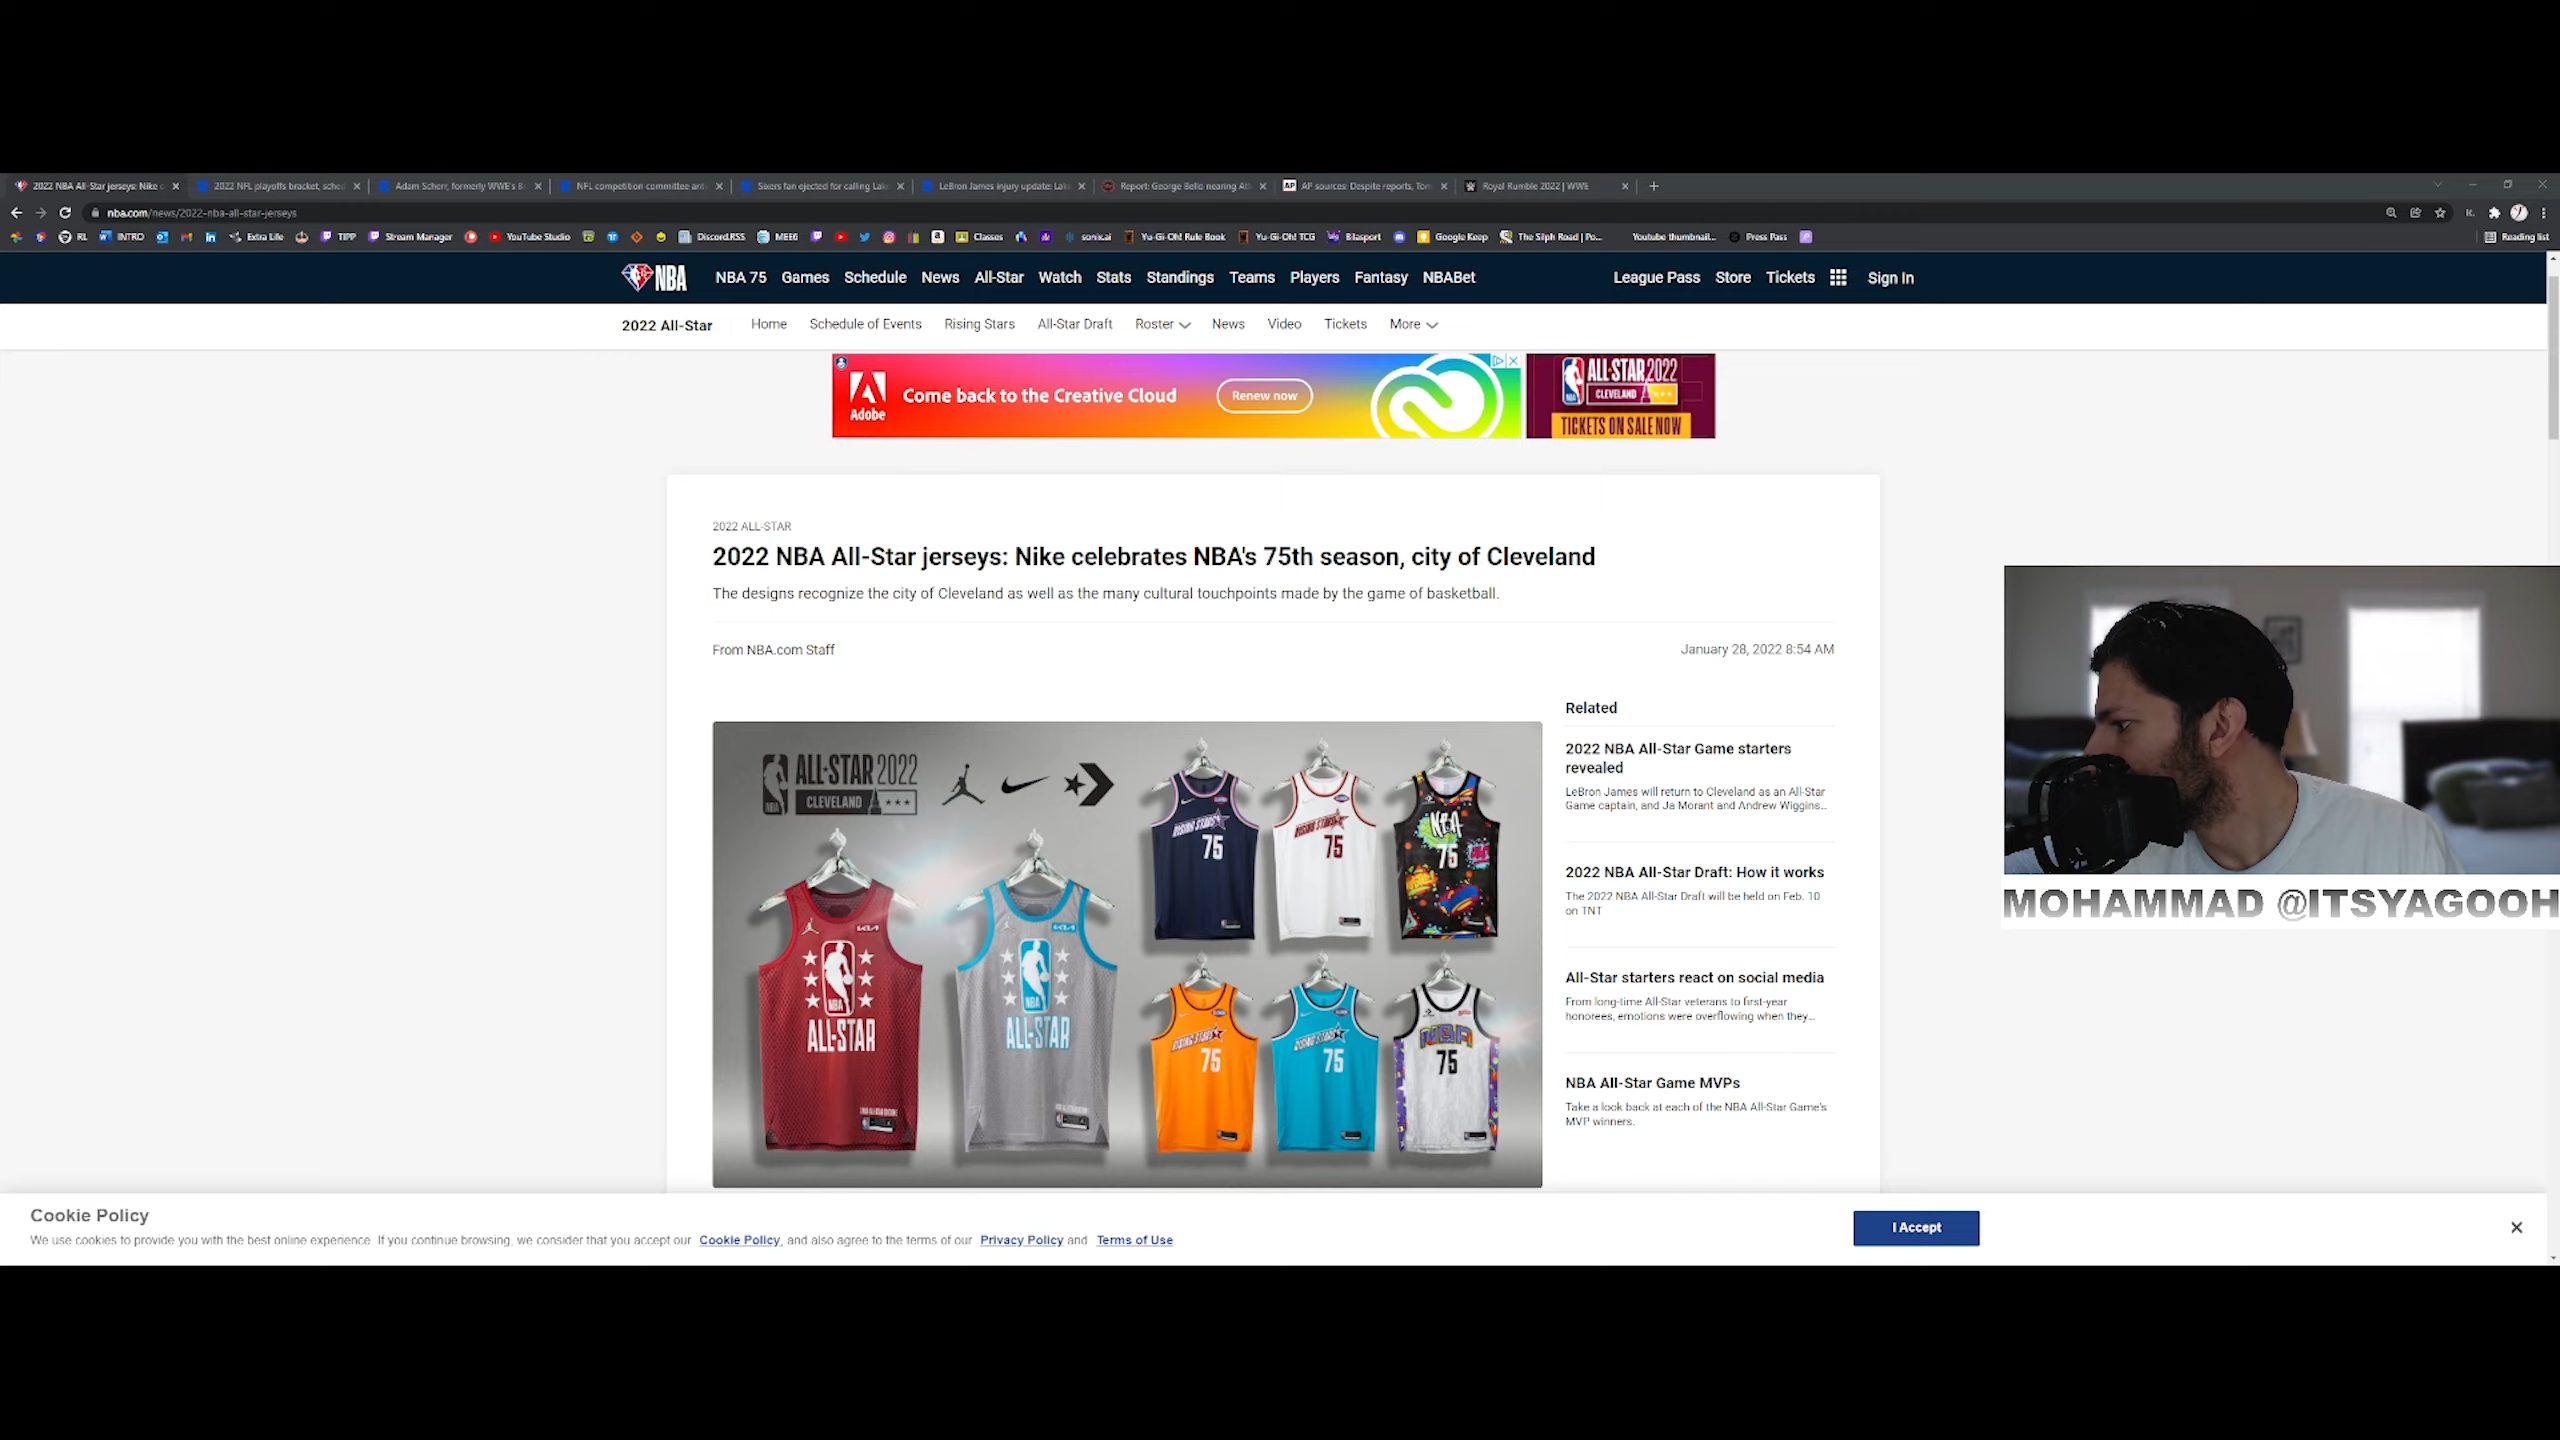 2022 NBA All-Star jerseys: Nike c
2022 NFL playoffs bracket, sched
Adam Scherr, formerly WWE's B
NFL competition committee ant
Sixers fan ejected for calling Lak
LeBron James injury update: Lak
Report: George Bello nearing Atl
AP AP sources: Despite reports, Tom
Royal Rumble 2022 | WWE
nba.com/news/2022-nba-all-star-jerseys
RL INTRO Extra Life TIPP Stream Manager YouTube Studio Discord.RSS MEE6 Classes sonix.ai Yu-Gi-Oh! Rule Book Yu-Gi-Oh! TCG Bilasport Google Keep The Silph Road | Po... Youtube thumbnail... Press Pass Reading list
NBA NBA 75 Games Schedule News All-Star Watch Stats Standings Teams Players Fantasy NBABet League Pass Store Tickets Sign In
2022 All-Star Home Schedule of Events Rising Stars All-Star Draft Roster News Video Tickets More
Adobe Come back to the Creative Cloud Renew now
ALL-STAR 2022
CLEVELAND
TICKETS ON SALE NOW
2022 ALL-STAR
2022 NBA All-Star jerseys: Nike celebrates NBA's 75th season, city of Cleveland
The designs recognize the city of Cleveland as well as the many cultural touchpoints made by the game of basketball.
From NBA.com Staff January 28, 2022 8:54 AM
ALL-STAR 2022
NBA CLEVELAND
RISING STARS 75
RISING STARS 75
NBA 75
KIA NBA ALL-STAR
KIA NBA ALL-STAR
RISING STARS 75
RISING STARS 75
NBA 75
Related
2022 NBA All-Star Game starters
revealed
LeBron James will return to Cleveland as an All-Star
Game captain, and Ja Morant and Andrew Wiggins...
2022 NBA All-Star Draft: How it works
The 2022 NBA All-Star Draft will be held on Feb. 10
on TNT
All-Star starters react on social media
From long-time All-Star veterans to first-year
honorees, emotions were overflowing when they...
NBA All-Star Game MVPs
Take a look back at each of the NBA All-Star Game's
MVP winners.
MOHAMMAD @ITSYAGOOH
Cookie Policy
We use cookies to provide you with the best online experience. If you continue browsing, we consider that you accept our Cookie Policy, and also agree to the terms of our Privacy Policy and Terms of Use
I Accept